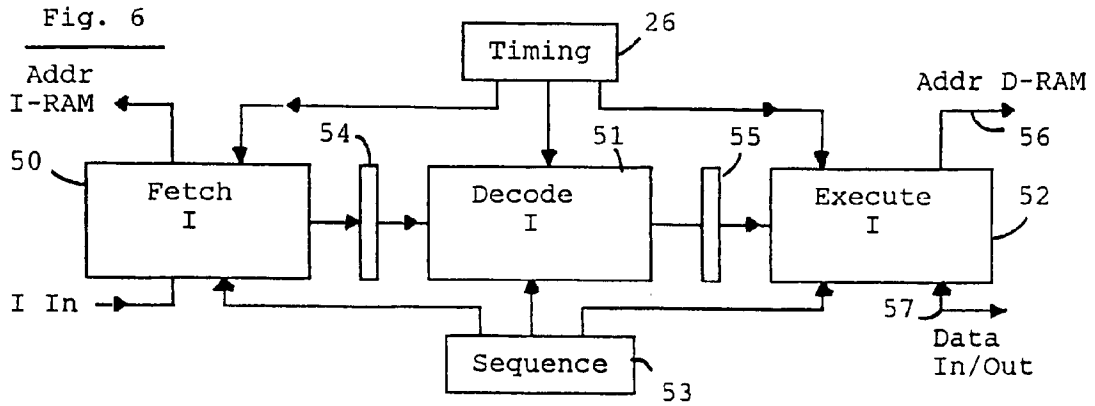 Fig. 6
26
Timing
Addr
I-RAM
Addr D-RAM
56
54
51
55
50
Fetch
I
Decode
I
Execute
I
52
I In
57
Data
In/Out
Sequence
53